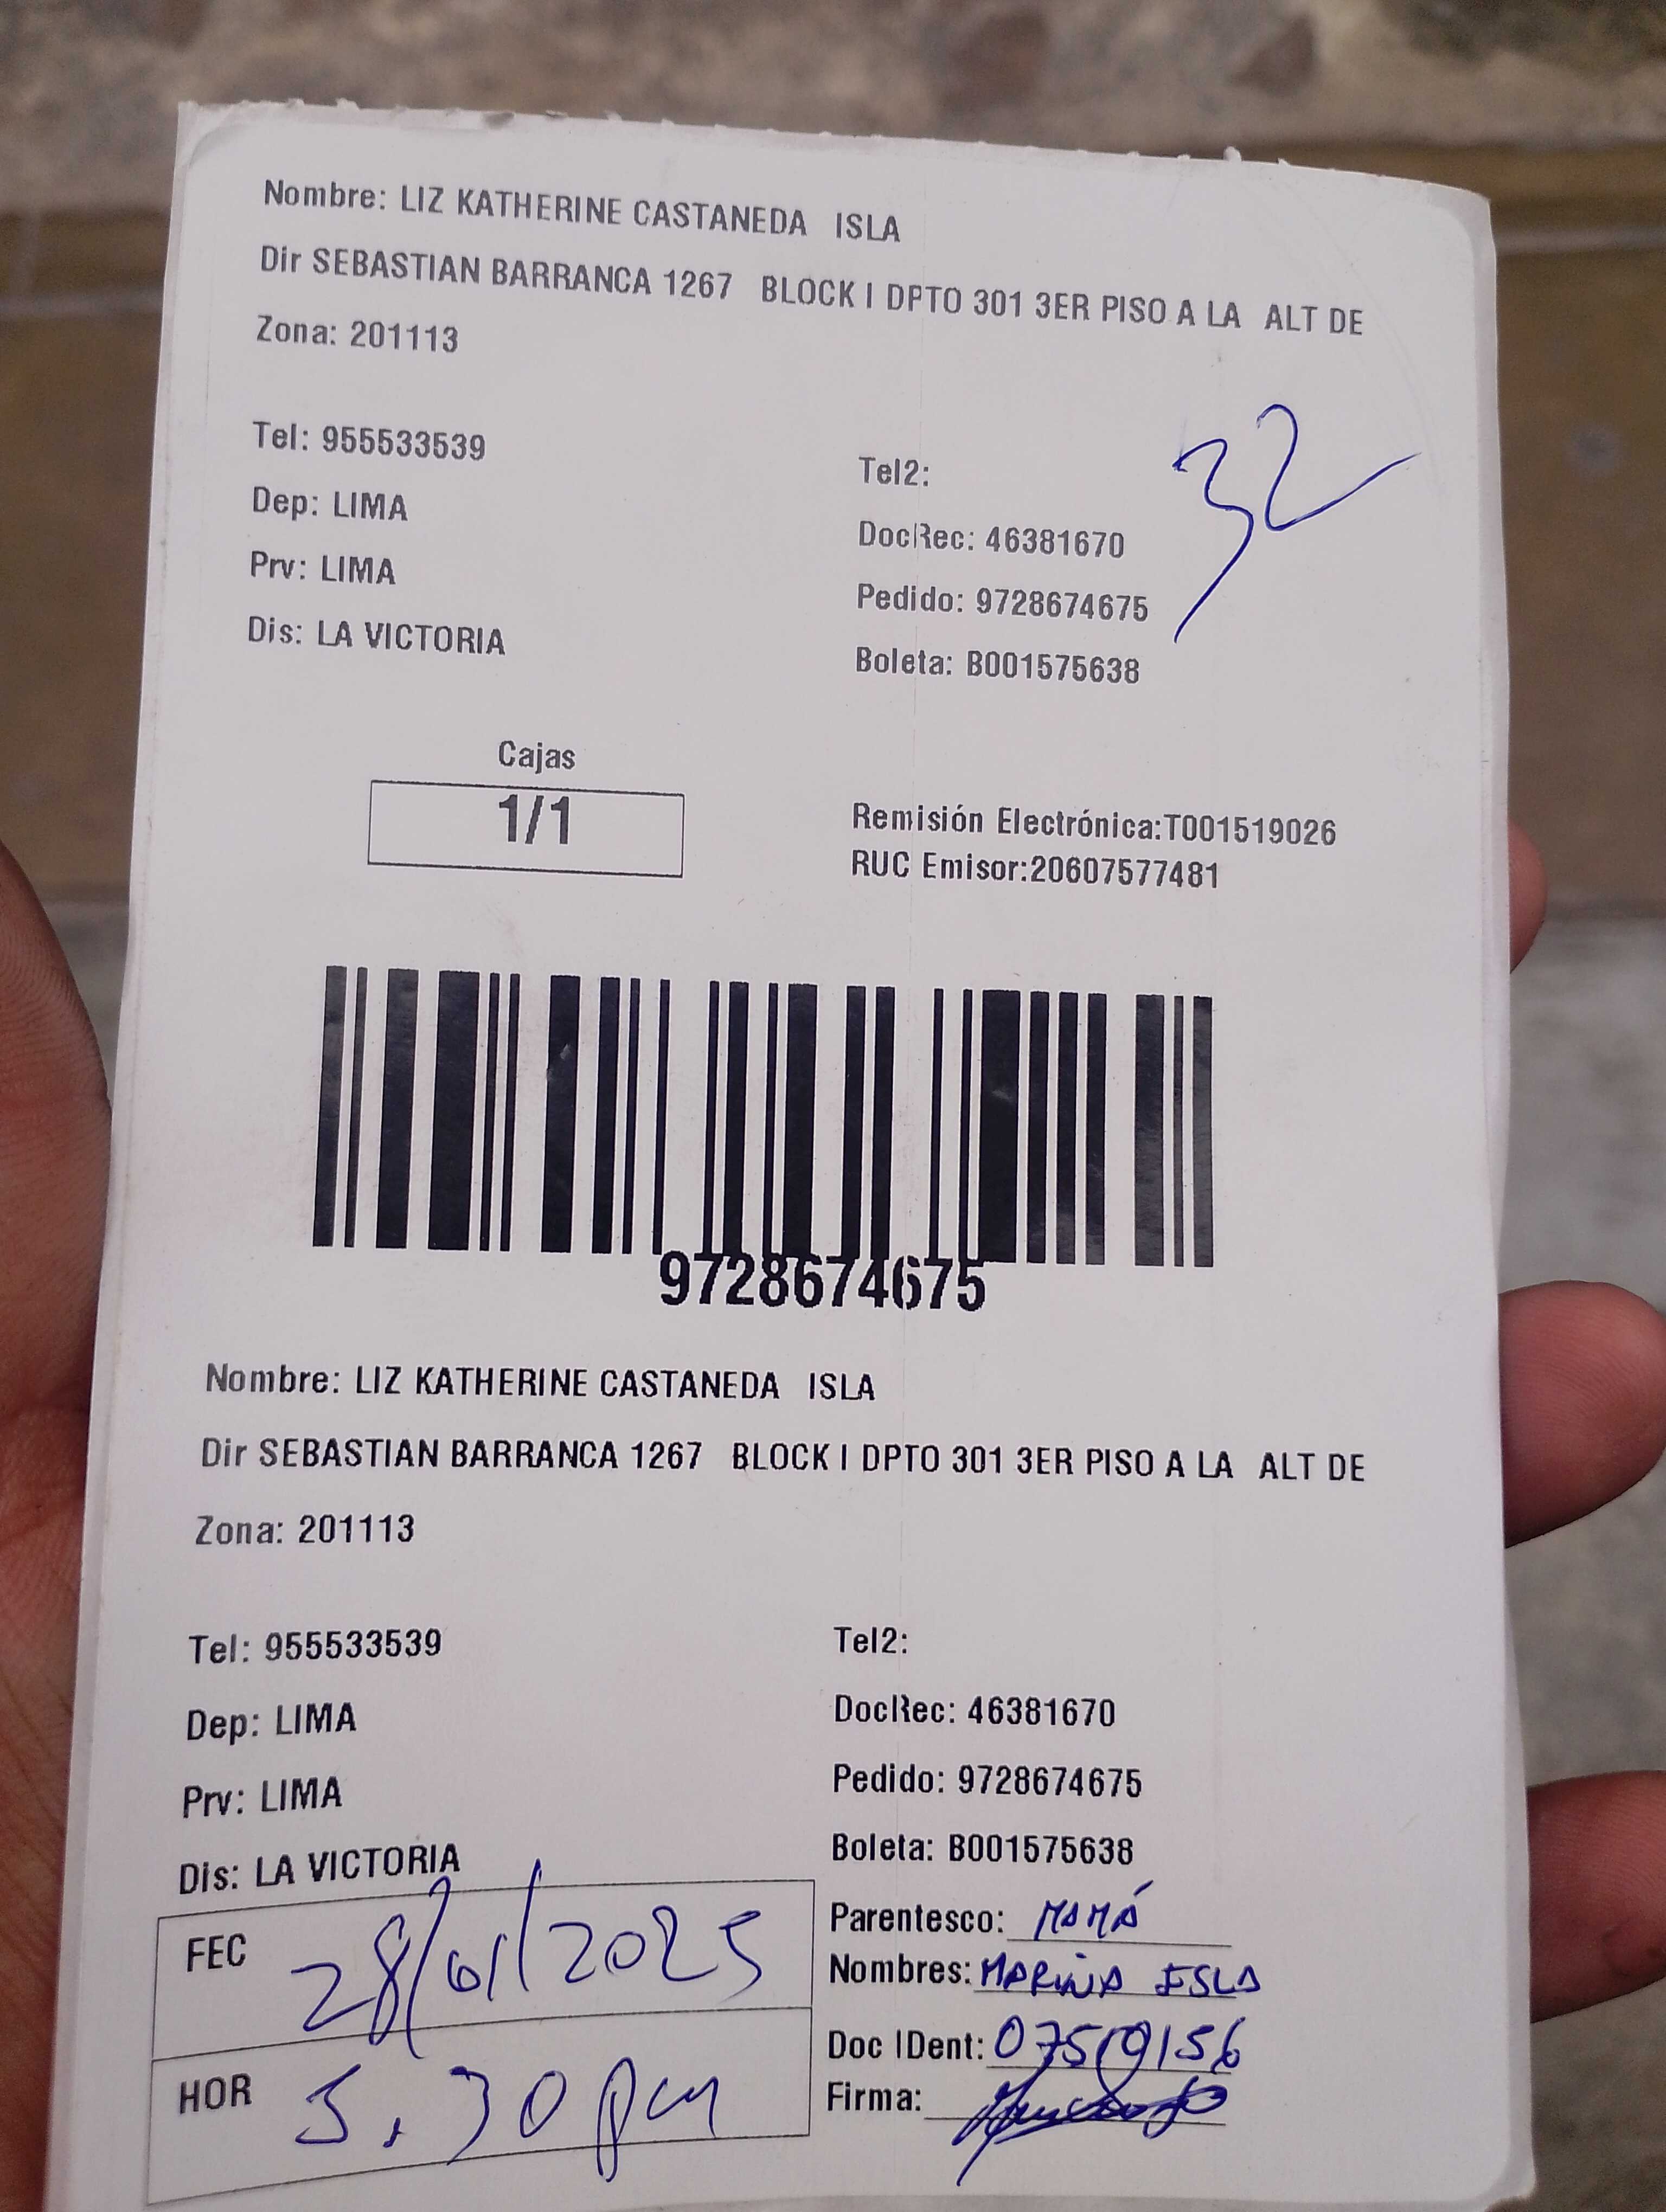 Nombre: LIZ KATHERINE CASTANEDA ISLA
Dir SEBASTIAN BARRANCA 1267 BLOCK I DPTO 301 3ER PISO A LA ALT DE
Zona: 201113
32
Tel: 955533539
Tel2:
Dep: LIMA
DocRec: 46381670
Prv: LIMA
Pedido: 9728674675
Dis: LA VICTORIA
Boleta: B001575638
Cajas
1/1
Remisión Electrónica:T001519026
RUC Emisor:20607577481
9728674675
Nombre: LIZ KATHERINE CASTANEDA ISLA
Dir SEBASTIAN BARRANCA 1267 BLOCK I DPTO 301 3ER PISO A LA ALT DE
Zona: 201113
Tel: 955533539
Tel2:
Dep: LIMA
DocRec: 46381670
Prv: LIMA
Pedido: 9728674675
Dis: LA VICTORIA
Boleta: B001575638
FEC 28/01/2025
Parentesco: MAMÁ
Nombres: MARINA ISLA
HOR 5.30 pm
Doc IDent: 07519156
Firma: